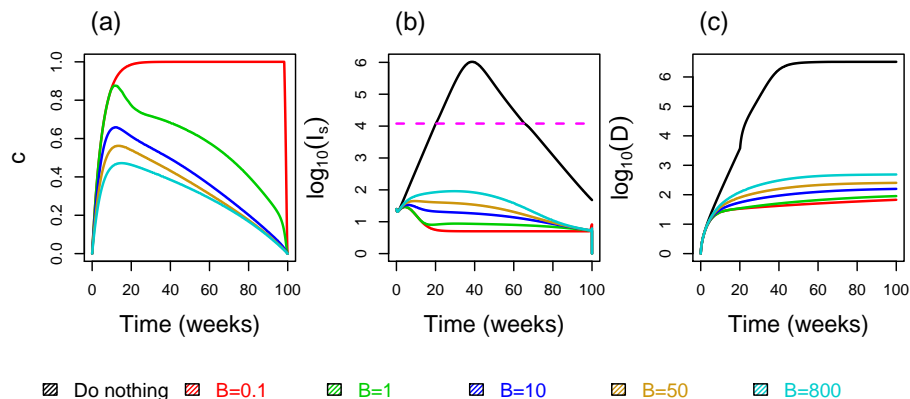 (a)
(b)
(c)
c
0.0 0.2 0.4 0.6 0.8 1.0
0 20 40 60 80 100
Time (weeks)
log10(Is)
0 1 2 3 4 5 6
0 20 40 60 80 100
Time (weeks)
log10(D)
0 1 2 3 4 5 6
0 20 40 60 80 100
Time (weeks)
Do nothing B=0.1 B=1 B=10 B=50 B=800